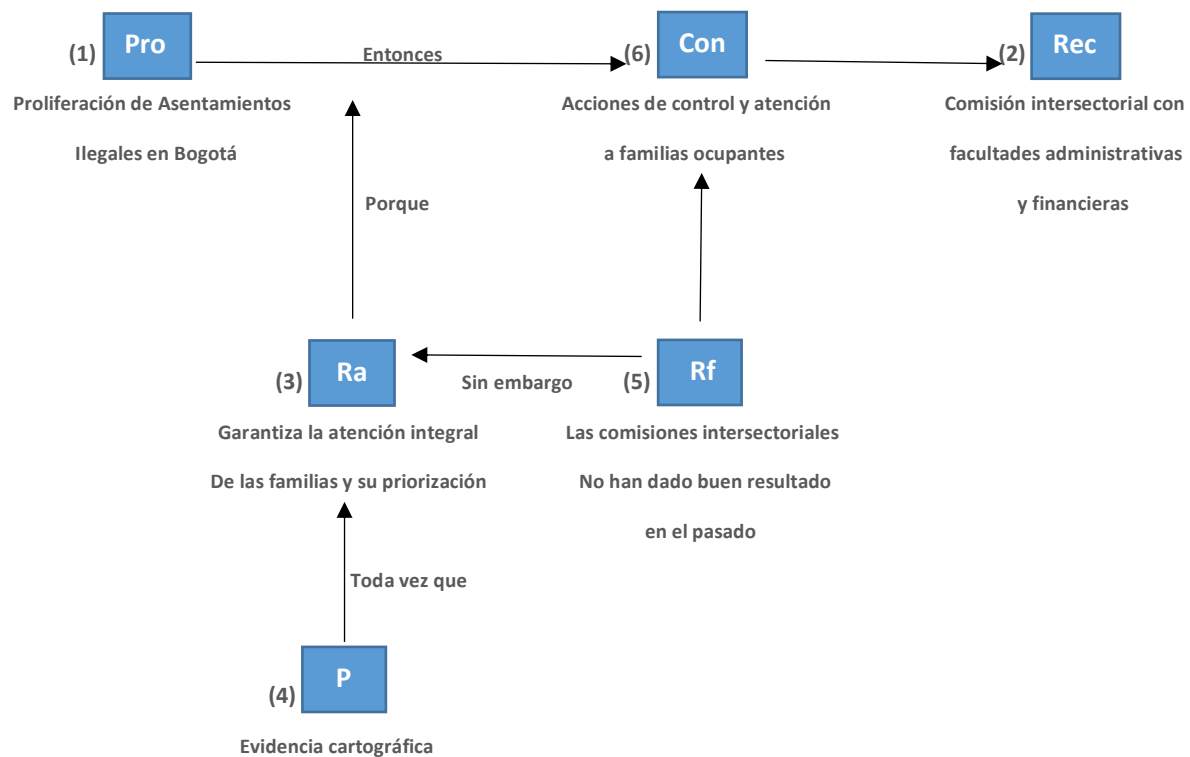 (1)
Pro
Entonces
(6)
Con
(2)
Rec
Proliferación de Asentamientos
Ilegales en Bogotá
Acciones de control y atención
a familias ocupantes
Comisión intersectorial con
facultades administrativas
y financieras
Porque
(3)
Ra
Sin embargo
(5)
Rf
Garantiza la atención integral
De las familias y su priorización
Las comisiones intersectoriales
No han dado buen resultado
en el pasado
Toda vez que
(4)
P
Evidencia cartográfica